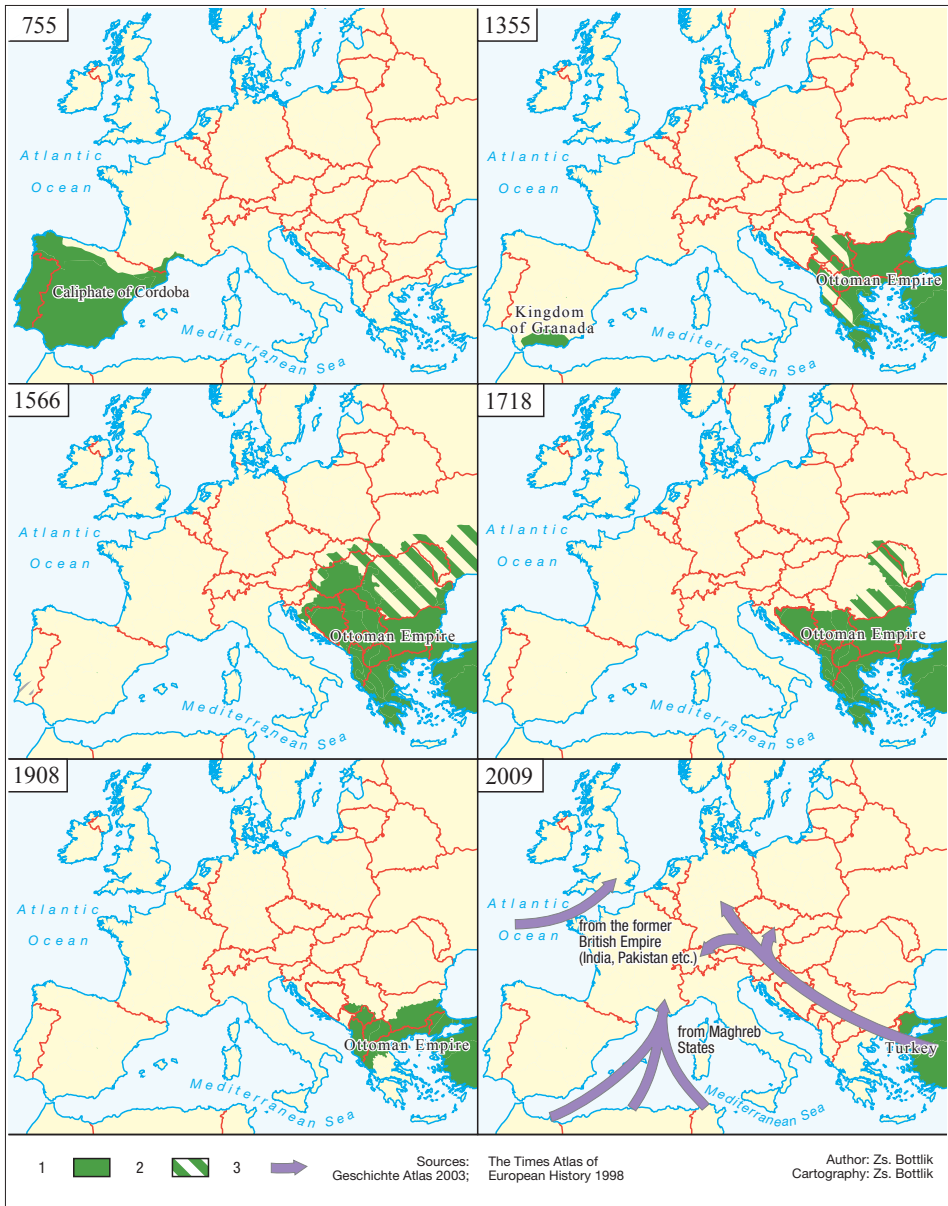 755
Atlantic
Ocean
Caliphate of Cordoba
Mediterranean Sea
1355
Atlantic
Ocean
Ottoman Empire
Kingdom
of Granada
Mediterranean Sea
1566
Atlantic
Ocean
Ottoman Empire
Mediterranean Sea
1718
Atlantic
Ocean
Ottoman Empire
Mediterranean Sea
1908
Atlantic
Ocean
Ottoman Empire
Mediterranean Sea
2009
Atlantic
Ocean
from the former
British Empire
(India, Pakistan etc.)
from Maghreb
States
Turkey
Mediterranean Sea
1 2 3
Sources: The Times Atlas of
Geschichte Atlas 2003; European History 1998
Author: Zs. Bottlik
Cartography: Zs. Bottlik